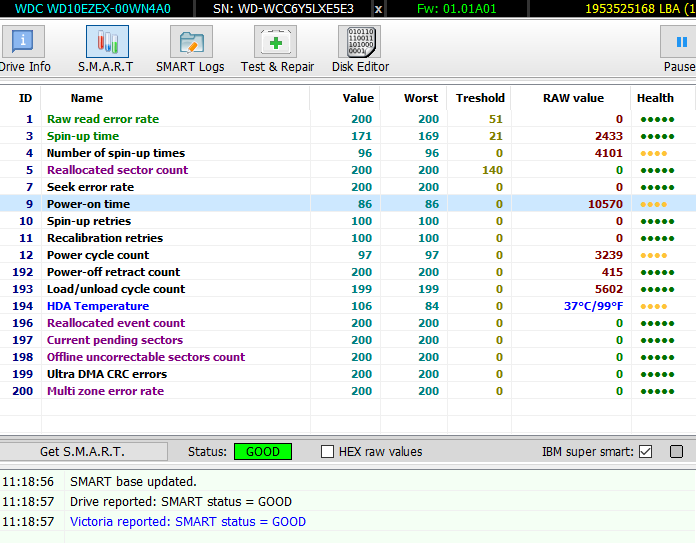 WDC WD10EZEX-00WN4A0 SN: WD-WCC6Y5LXE5E3 x Fw: 01.01A01 1953525168 LBA (1
Drive Info S.M.A.R.T SMART Logs Test & Repair Disk Editor Pause
ID Name Value Worst Treshold RAW value Health
1 Raw read error rate 200 200 51 0
3 Spin-up time 171 169 21 2433
4 Number of spin-up times 96 96 0 4101
5 Reallocated sector count 200 200 140 0
7 Seek error rate 200 200 0 0
9 Power-on time 86 86 0 10570
10 Spin-up retries 100 100 0 0
11 Recalibration retries 100 100 0 0
12 Power cycle count 97 97 0 3239
192 Power-off retract count 200 200 0 415
193 Load/unload cycle count 199 199 0 5602
194 HDA Temperature 106 84 0 37°C/99°F
196 Reallocated event count 200 200 0 0
197 Current pending sectors 200 200 0 0
198 Offline uncorrectable sectors count 200 200 0 0
199 Ultra DMA CRC errors 200 200 0 0
200 Multi zone error rate 200 200 0 0
Get S.M.A.R.T. Status: GOOD HEX raw values IBM super smart:
11:18:56 SMART base updated.
11:18:57 Drive reported: SMART status = GOOD
11:18:57 Victoria reported: SMART status = GOOD